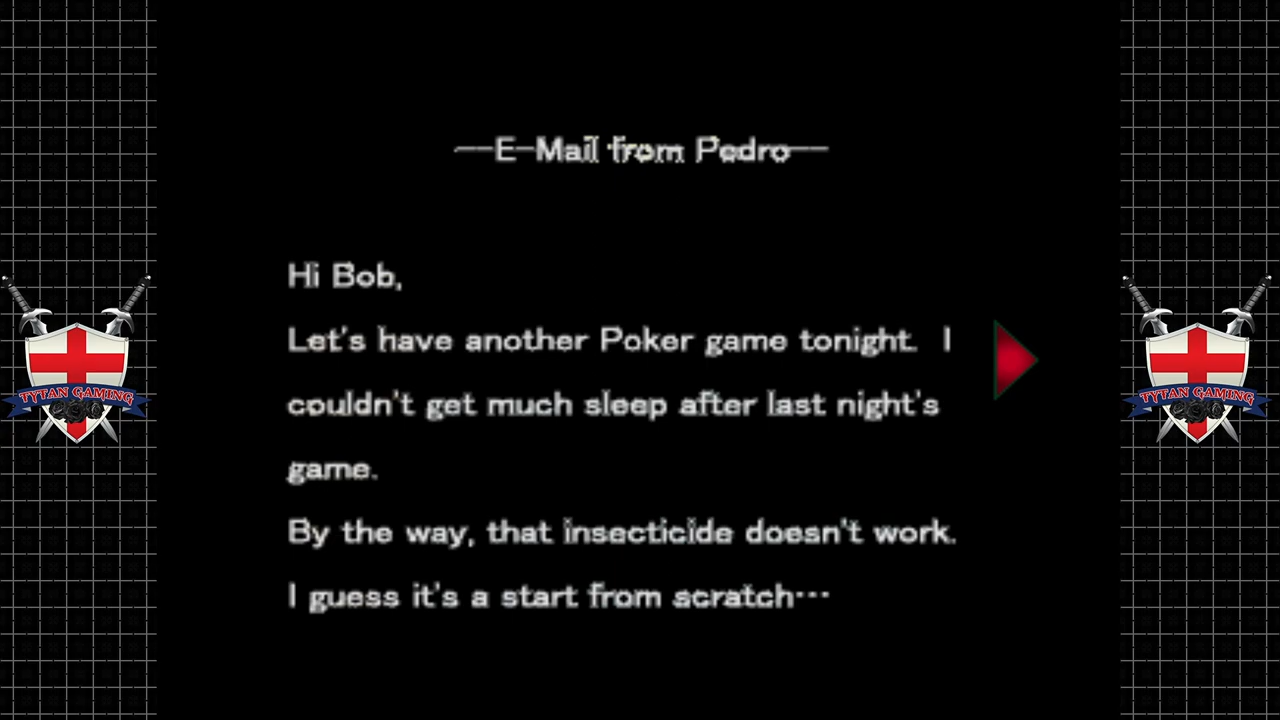 —E-Mail from Pedro—
Hi Bob,
Let's have another Poker game tonight. I
couldn't get much sleep after last night's
game.
By the way, that insecticide doesn't work.
I guess it's a start from scratch…
TYTAN GAMING
TYTAN GAMING